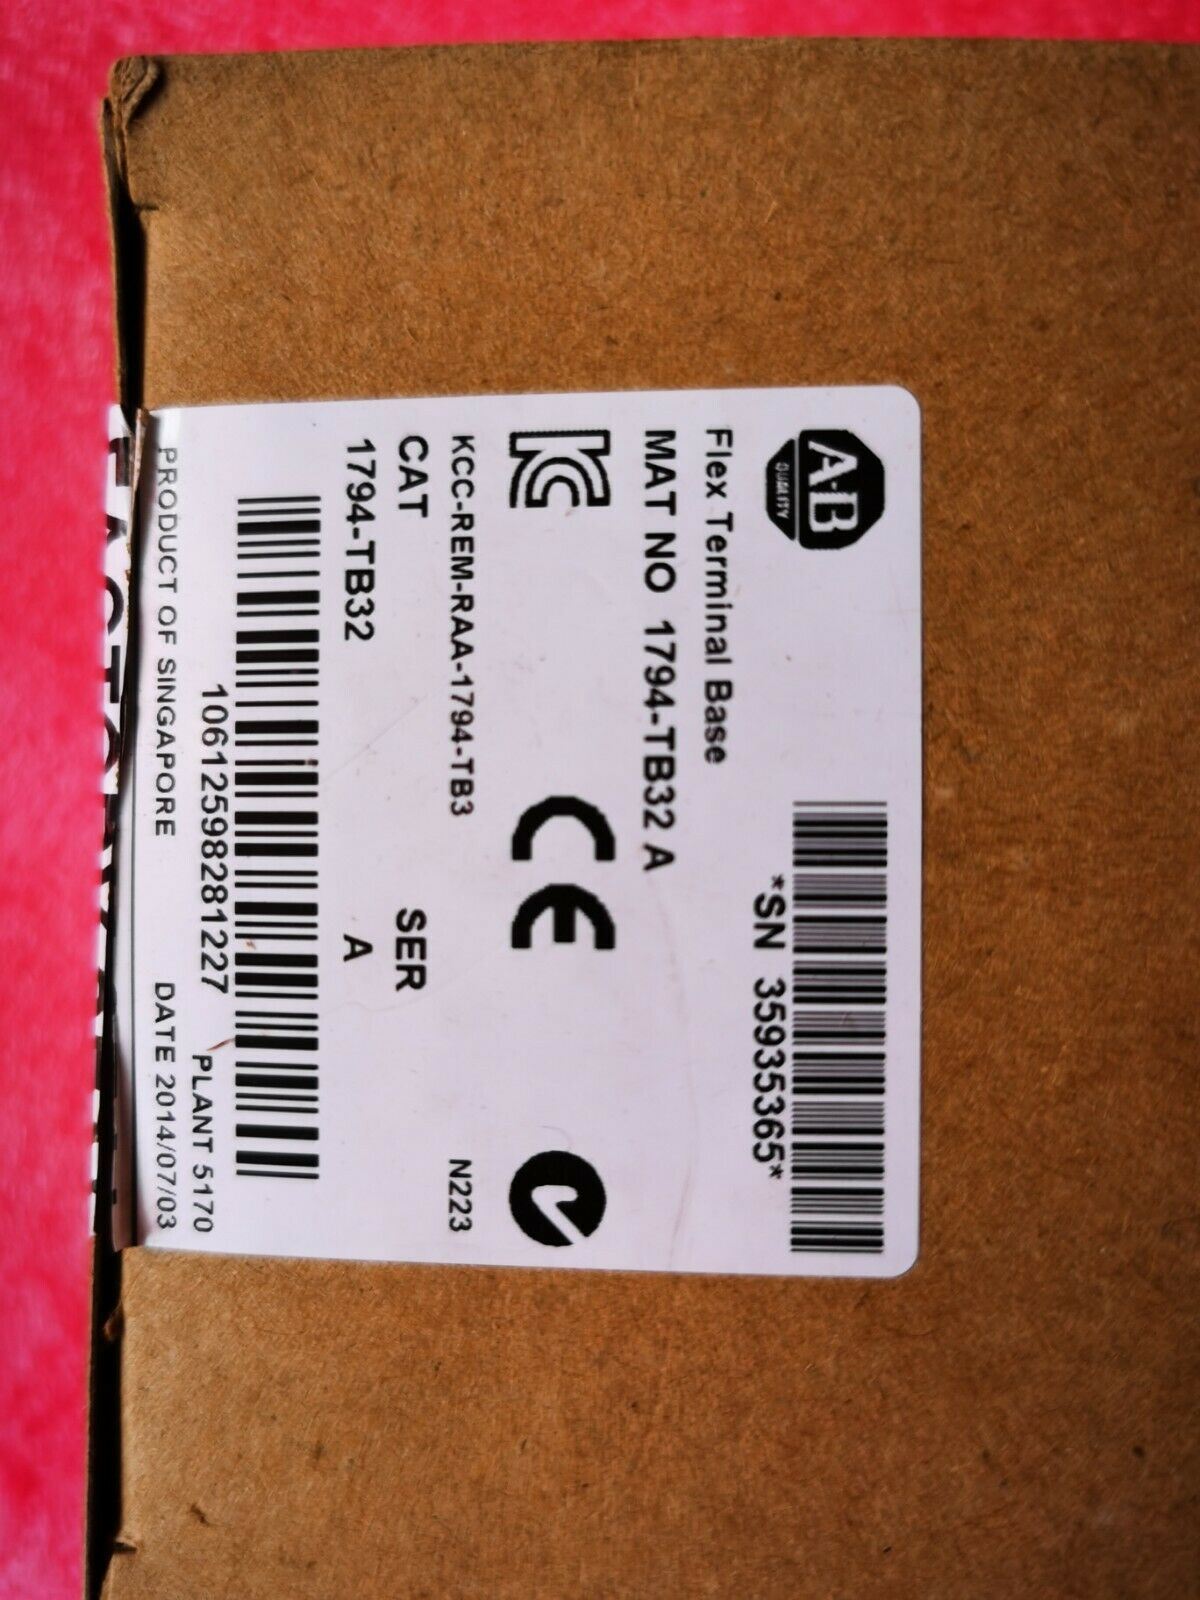 A-B
QUALITY
*SN 35935365*
Flex Terminal Base
MAT NO 1794-TB32 A
KCC-REM-RAA-1794-TB3
N223
CAT
SER
1794-TB32
A
10612598281227
PLANT 5170
PRODUCT OF SINGAPORE
DATE 2014/07/03